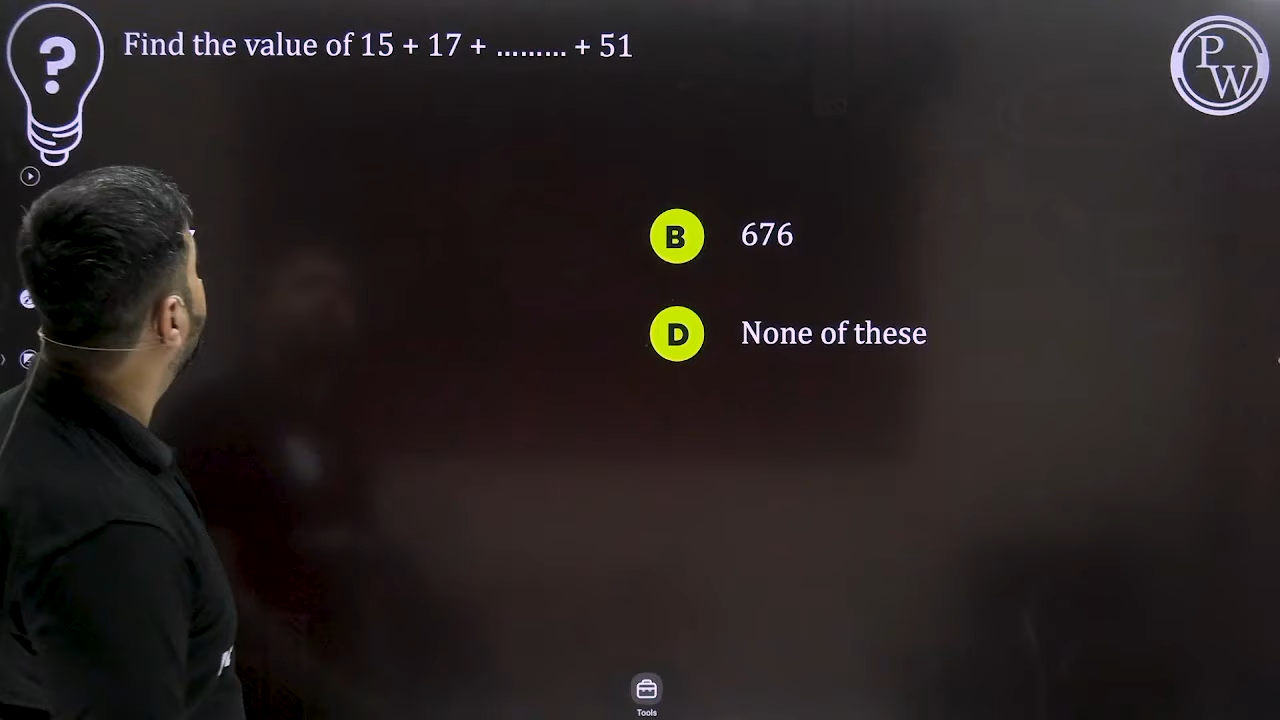 Find the value of 15 + 17 + ......... + 51
P
W
B 676
D None of these
Tools